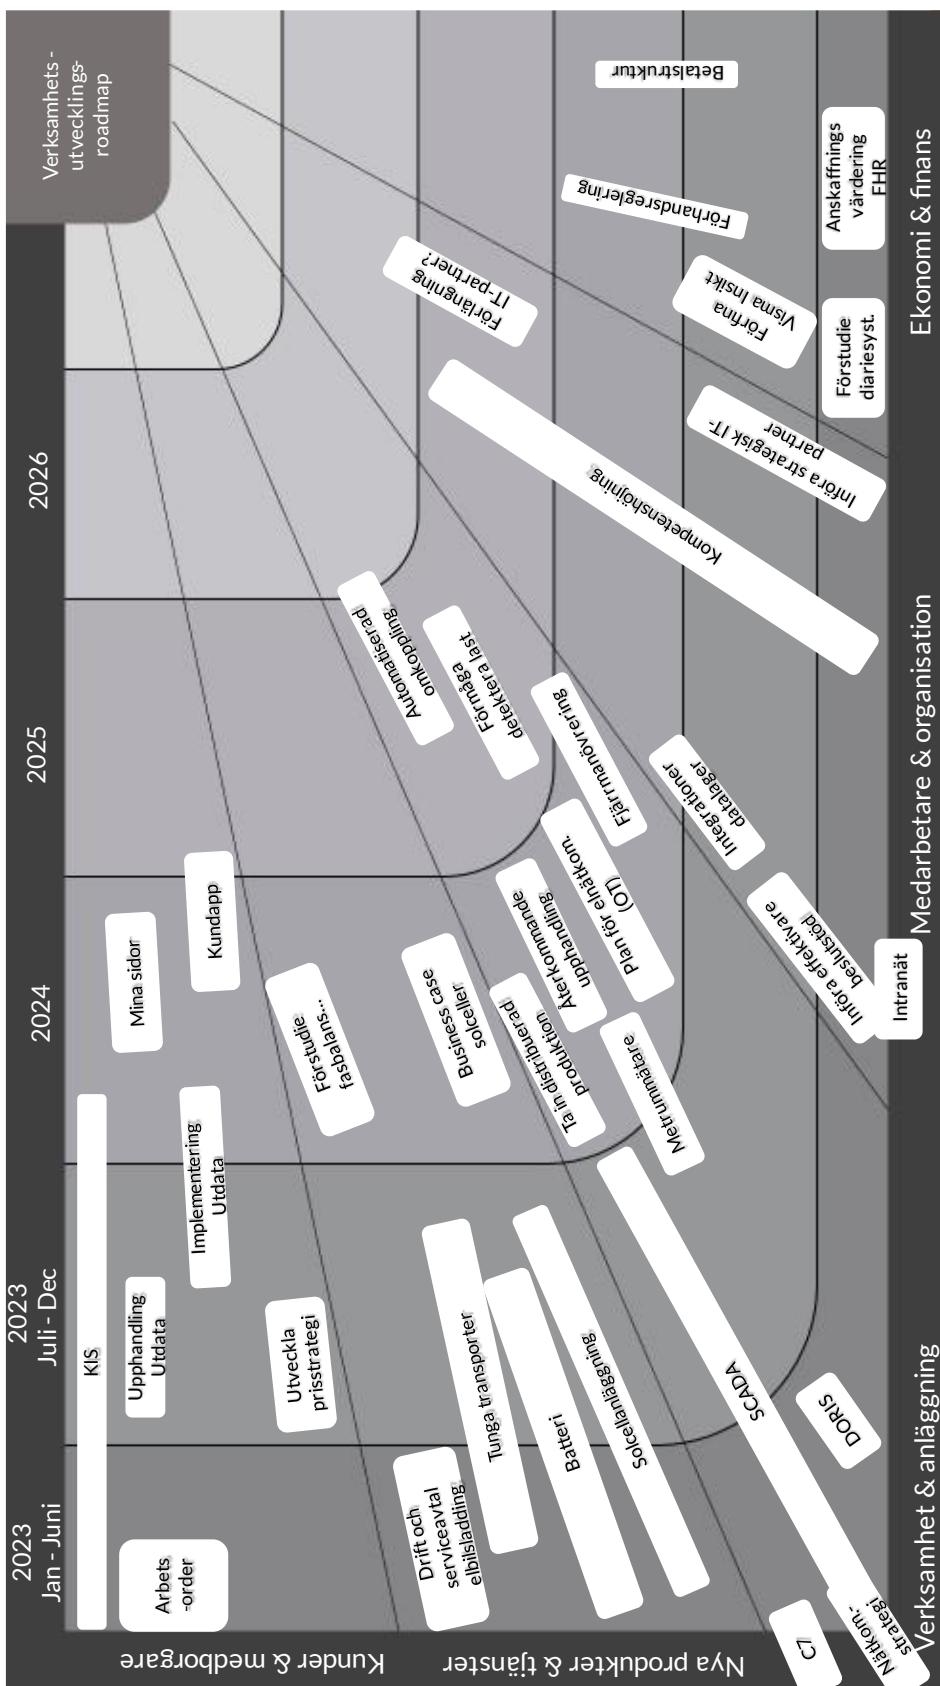 Verksamhets -
utvecklings-
roadmap
2023
Jan - Juni
2023
Juli - Dec
2024
2025
2026
Kunder & medborgare
Nya produkter & tjänster
Verksamhet & anläggning
Medarbetare & organisation
Ekonomi & finans
KIS
Arbets
-order
Upphandling
Utdata
Implementering
Utdata
Mina sidor
Kundapp
Utveckla
prisstrategi
Förstudie
fasbalans...
Drift och
serviceavtal
elbilsladdning
Tunga transporter
Batteri
Solcellanläggning
Business case
solceller
Ta in distribuerad
produktion
Återkommande
upphandling
Plan för elnätkom.
(OT)
Metrummätare
Automatiserad
omkoppling
Förmåga
detektera last
Fjärrmanövrering
SCADA
C7
Nätkom.-
strategi
DORIS
Integrationer
datalager
Införa effektivare
beslutstöd
Intranät
Kompetenshöjning
Införa strategisk IT-
partner
Förlängning
IT-partner?
Förfina
Visma Insikt
Förstudie
diariesyst.
Förhandsreglering
Betalstruktur
Anskaffnings
värdering
FHR